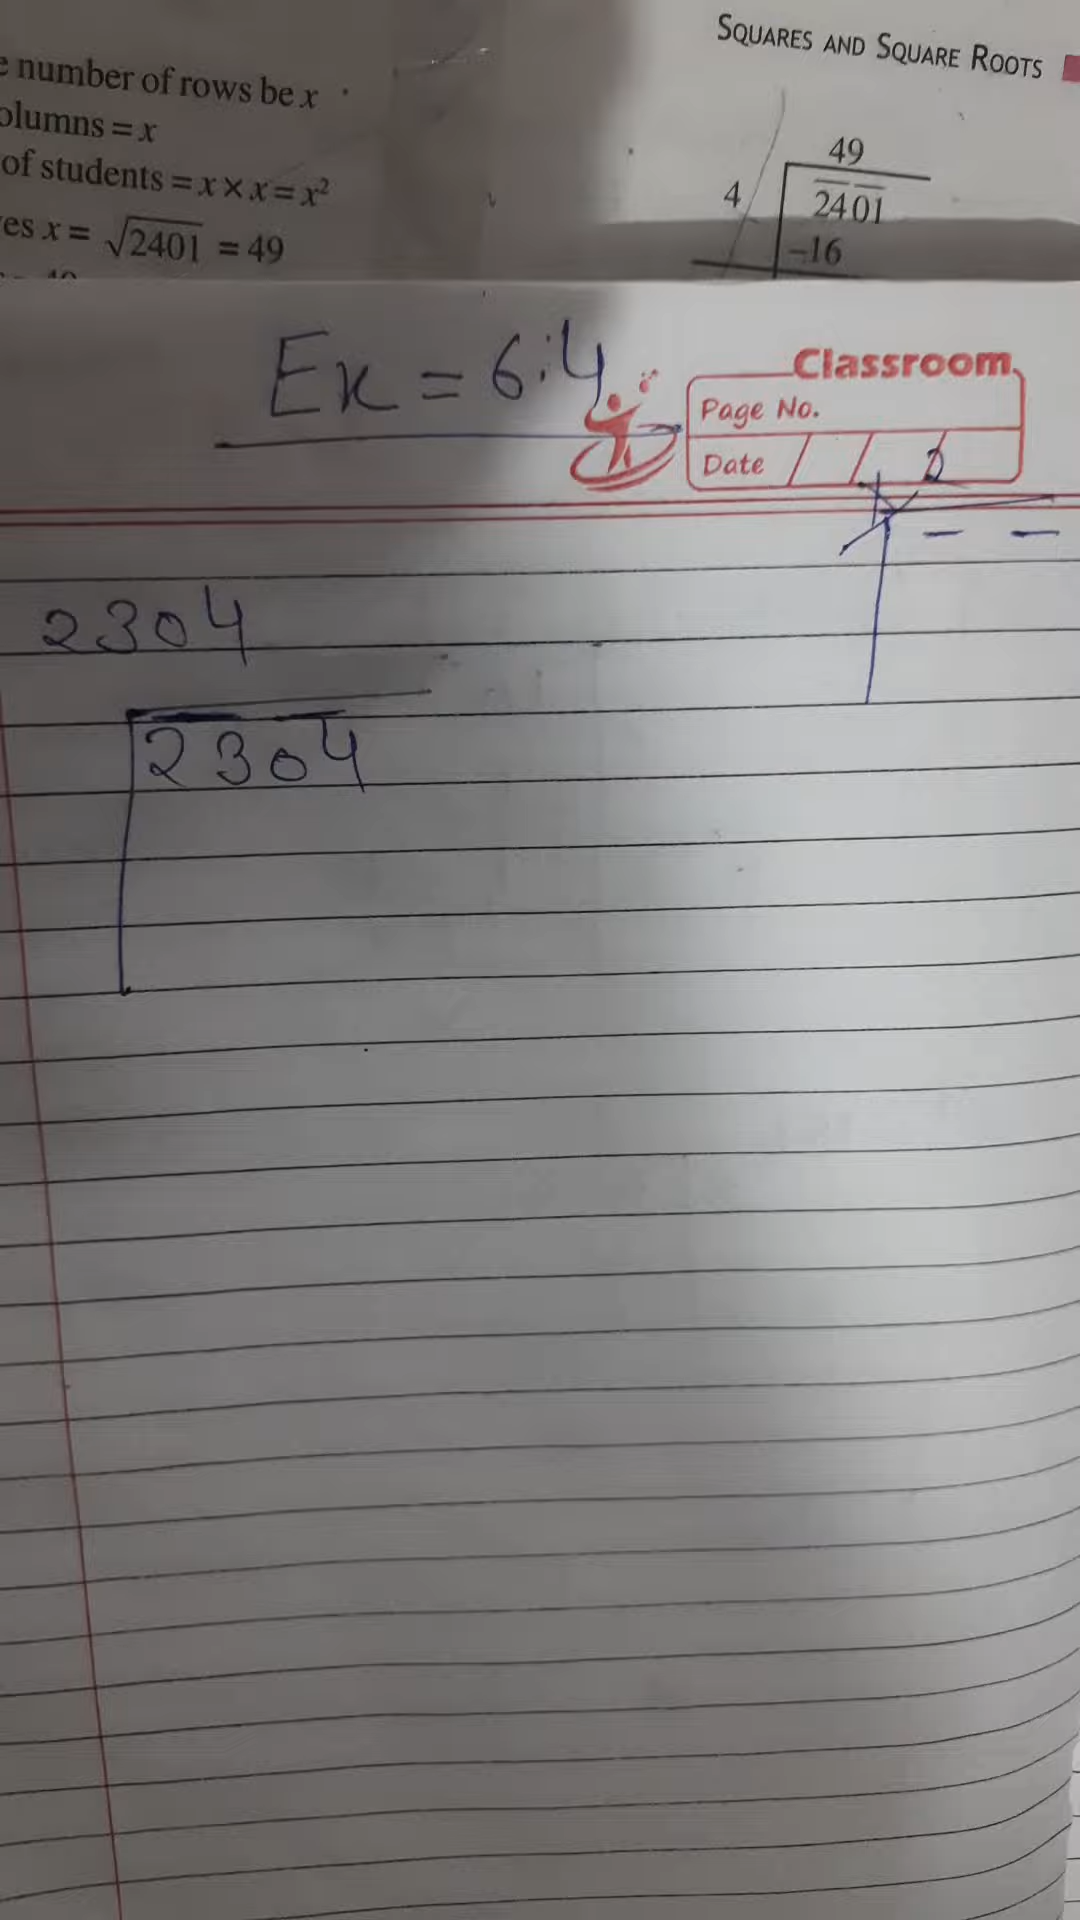 SQUARES AND SQUARE ROOTS
number of rows be x
olumns = x
of students = x × x = x²
es x = √2401 = 49
49
4 2401
–16
Ex = 6.4
Classroom
Page No.
Date / /
2304
2304